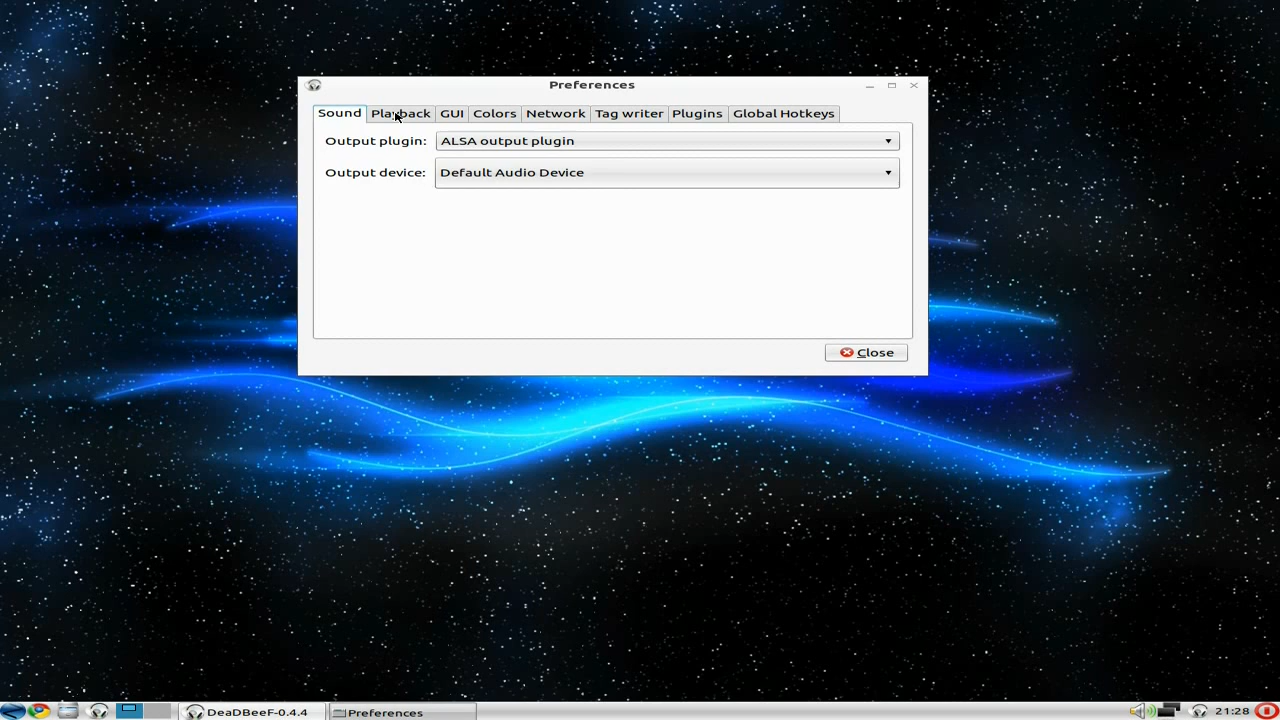 Preferences
Sound Playback GUI Colors Network Tag writer Plugins Global Hotkeys
Output plugin: ALSA output plugin
Output device: Default Audio Device
Close
DeaDBeeF-0.4.4 Preferences 21:28